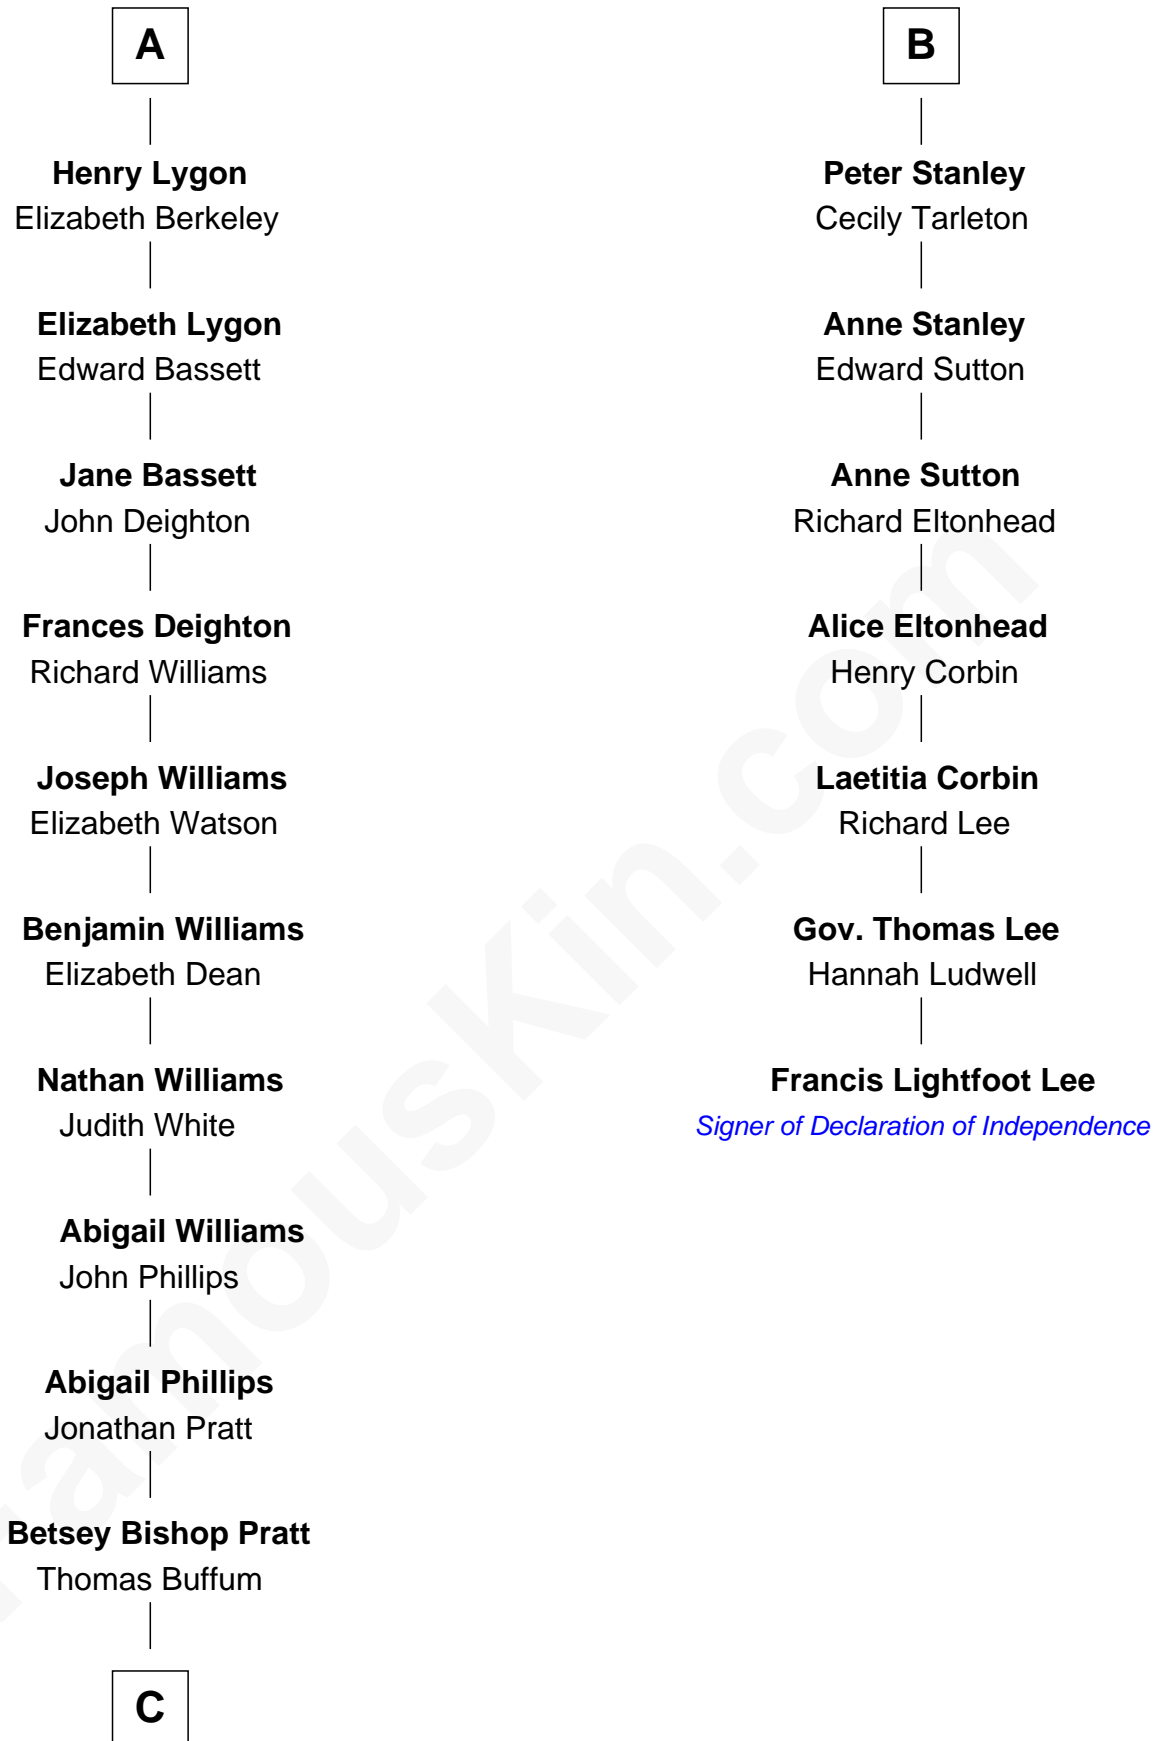 A
Henry Lygon
Elizabeth Berkeley
Elizabeth Lygon
Edward Bassett
Jane Bassett
John Deighton
Frances Deighton
Richard Williams
Joseph Williams
Elizabeth Watson
Benjamin Williams
Elizabeth Dean
Nathan Williams
Judith White
Abigail Williams
John Phillips
Abigail Phillips
Jonathan Pratt
Betsey Bishop Pratt
Thomas Buffum
C
B
Peter Stanley
Cecily Tarleton
Anne Stanley
Edward Sutton
Anne Sutton
Richard Eltonhead
Alice Eltonhead
Henry Corbin
Laetitia Corbin
Richard Lee
Gov. Thomas Lee
Hannah Ludwell
Francis Lightfoot Lee
Signer of Declaration of Independence
FamousKin.com